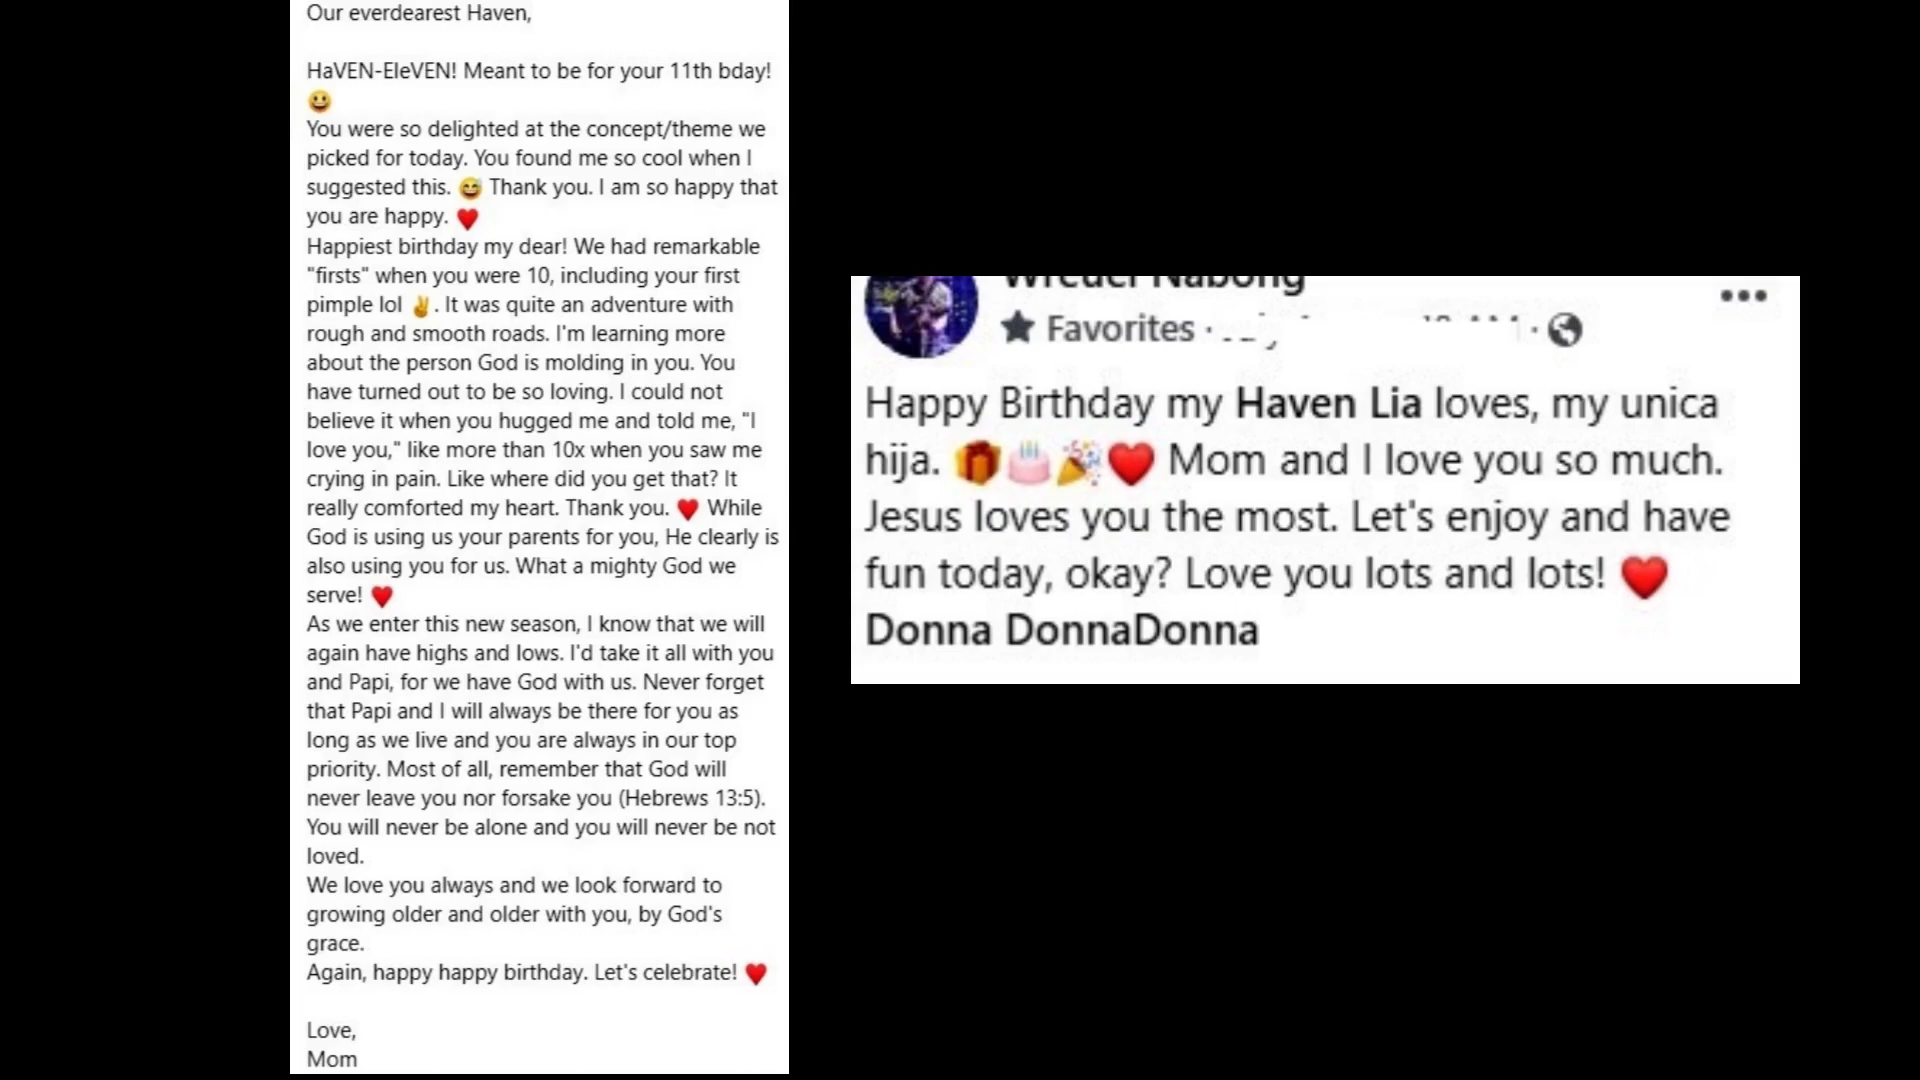 Our everdearest Haven,
HaVEN-EleVEN! Meant to be for your 11th bday!
😀
You were so delighted at the concept/theme we
picked for today. You found me so cool when I
suggested this. 😅 Thank you. I am so happy that
you are happy. ♥️
Happiest birthday my dear! We had remarkable
"firsts" when you were 10, including your first
pimple lol ✌️. It was quite an adventure with
rough and smooth roads. I'm learning more
about the person God is molding in you. You
have turned out to be so loving. I could not
believe it when you hugged me and told me, "I
love you," like more than 10x when you saw me
crying in pain. Like where did you get that? It
really comforted my heart. Thank you. ♥️ While
God is using us your parents for you, He clearly is
also using you for us. What a mighty God we
serve! ♥️
As we enter this new season, I know that we will
again have highs and lows. I'd take it all with you
and Papi, for we have God with us. Never forget
that Papi and I will always be there for you as
long as we live and you are always in our top
priority. Most of all, remember that God will
never leave you nor forsake you (Hebrews 13:5).
You will never be alone and you will never be not
loved.
We love you always and we look forward to
growing older and older with you, by God's
grace.
Again, happy happy birthday. Let's celebrate! ♥️
Love,
Mom
Nabong
Favorites ·
Happy Birthday my Haven Lia loves, my unica
hija. 🎁🎂🎉❤️ Mom and I love you so much.
Jesus loves you the most. Let's enjoy and have
fun today, okay? Love you lots and lots! ❤️
Donna DonnaDonna